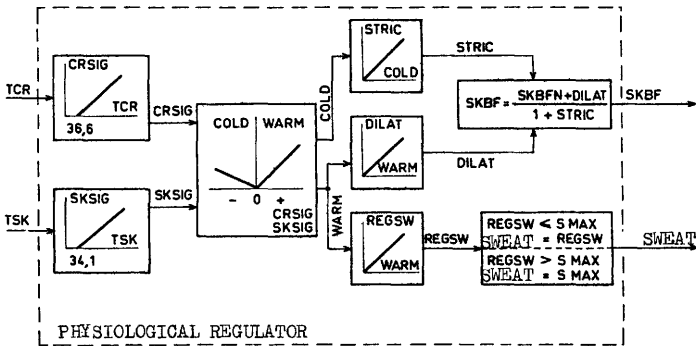 TCR
CRSIG
TCR
36,6
CRSIG
TSK
SKSIG
TSK
34,1
SKSIG
COLD WARM
- 0 +
CRSIG
SKSIG
COLD
WARM
STRIC
COLD
STRIC
DILAT
WARM
DILAT
REGSW
WARM
REGSW
SKBF = SKBFN+DILAT
1 + STRIC
SKBF
REGSW ≤ S MAX
SWEAT = REGSW
REGSW > S MAX
SWEAT = S MAX
SWEAT
PHYSIOLOGICAL REGULATOR